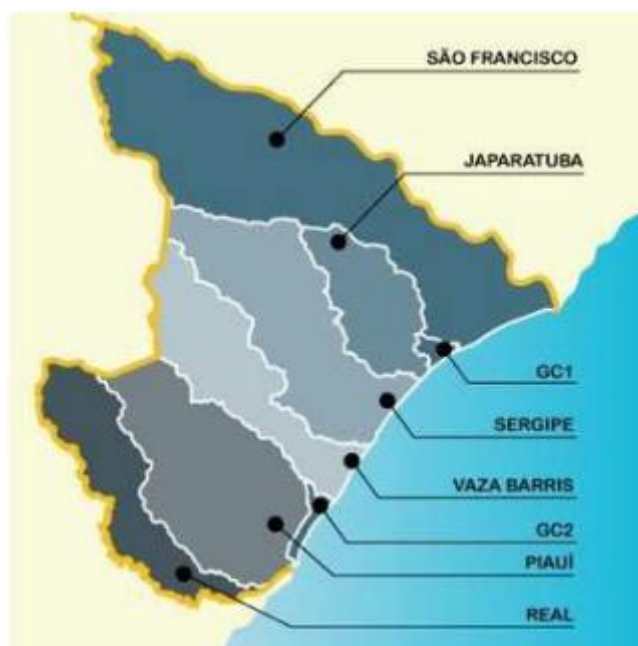 SÃO FRANCISCO
JAPARATUBA
GC1
SERGIPE
VAZA BARRIS
GC2
PIAUÍ
REAL